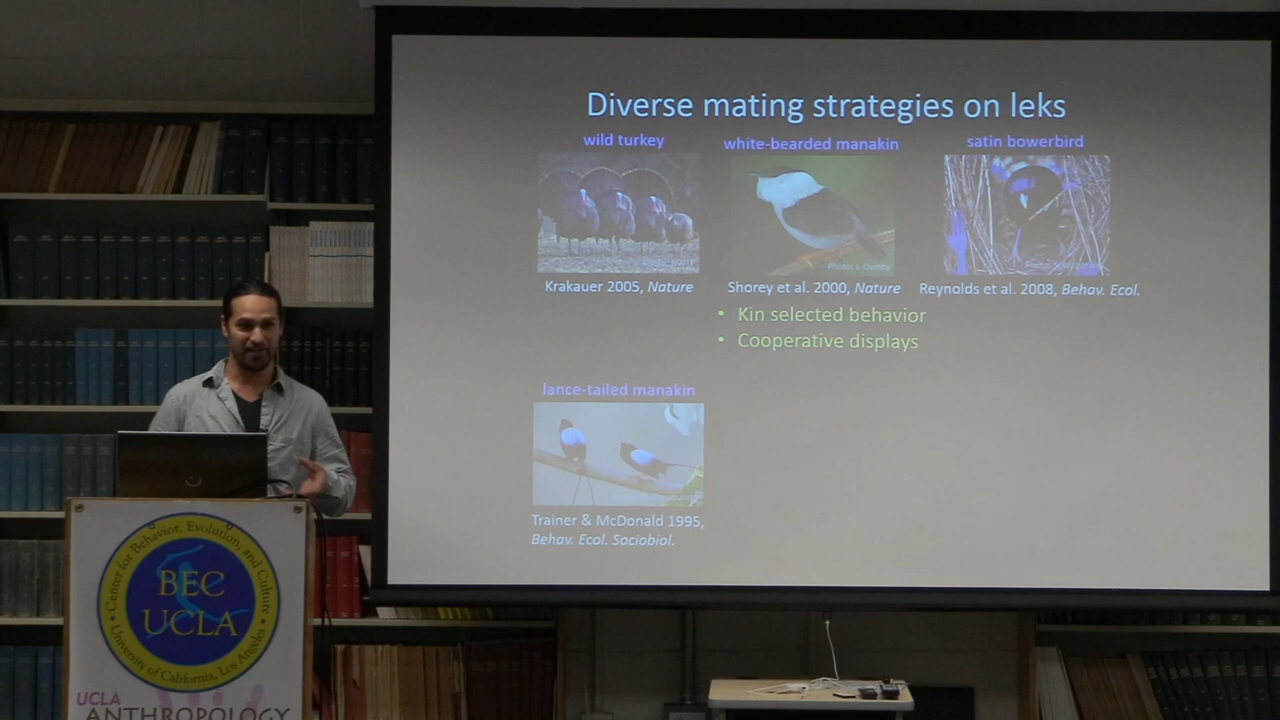 Diverse mating strategies on leks
wild turkey
white-bearded manakin
satin bowerbird
Photo: J. Ownby
Krakauer 2005, Nature
Shorey et al. 2000, Nature
Reynolds et al. 2008, Behav. Ecol.
• Kin selected behavior
• Cooperative displays
lance-tailed manakin
Trainer & McDonald 1995,
Behav. Ecol. Sociobiol.
Center for Behavior, Evolution, and Culture
BEC
UCLA
• University of California, Los Angeles •
UCLA
ANTHROPOLOGY